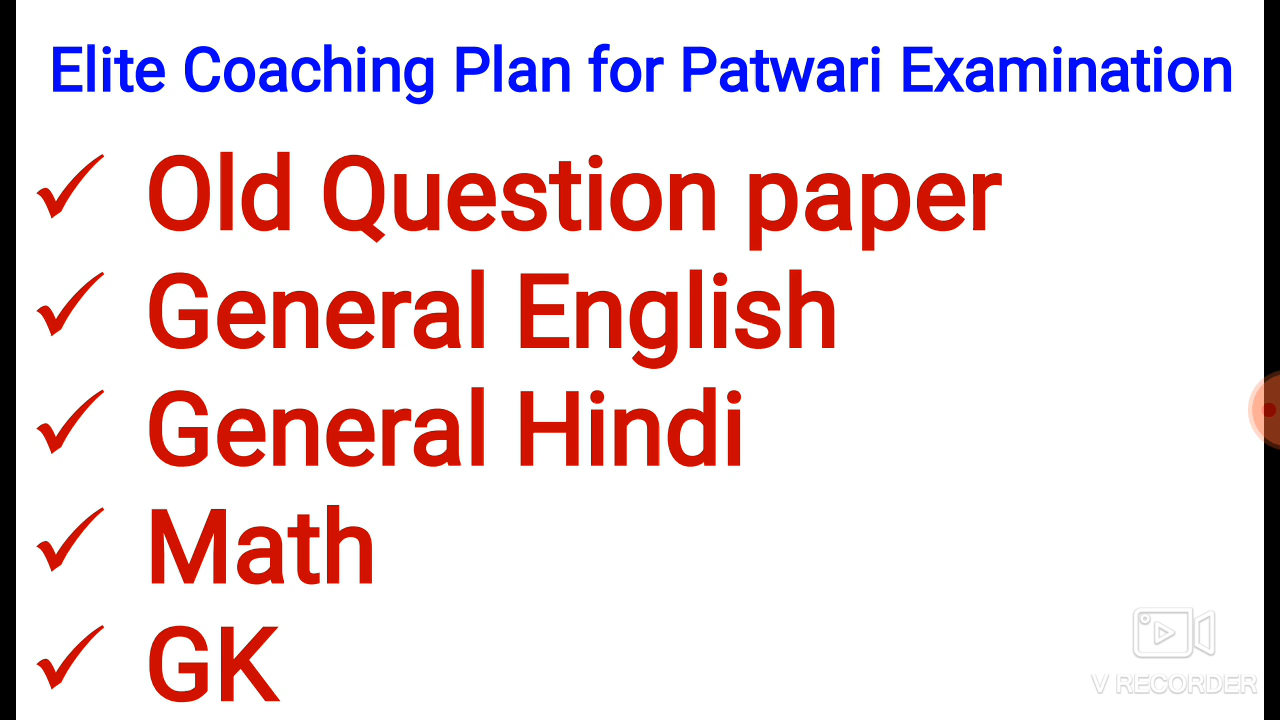 Elite Coaching Plan for Patwari Examination
✓ Old Question paper
✓ General English
✓ General Hindi
✓ Math
✓ GK
V RECORDER